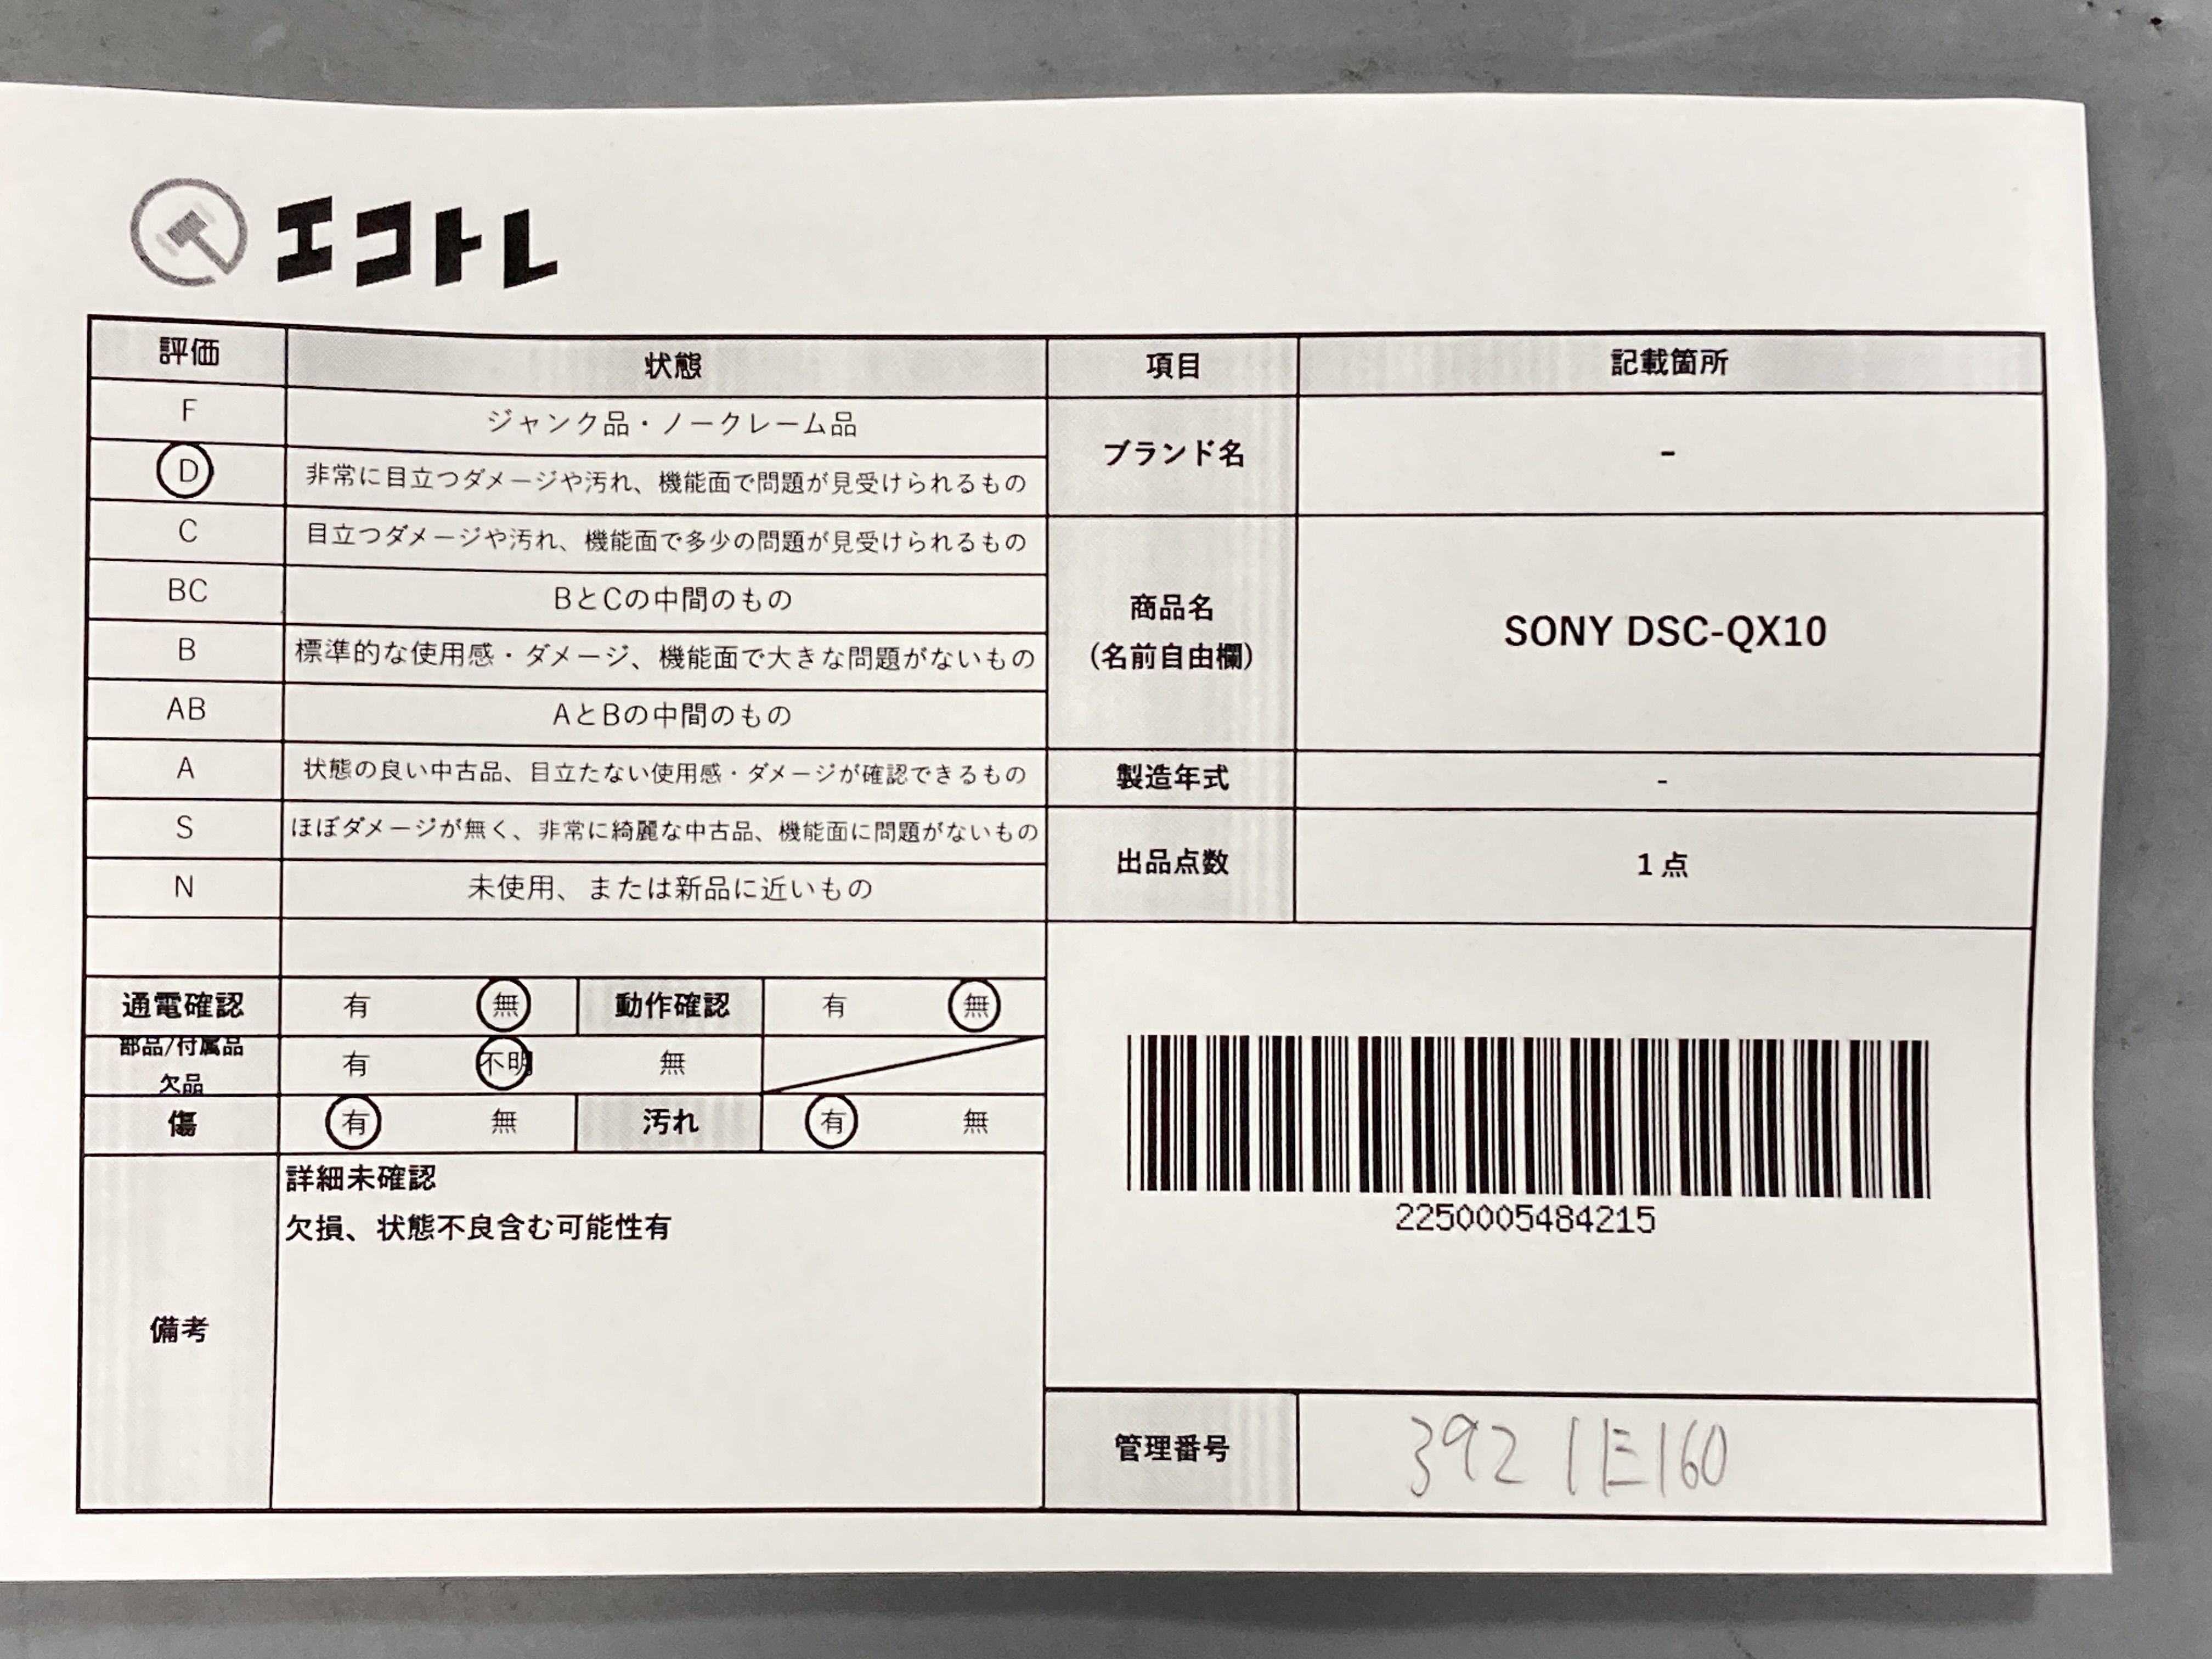 エコトレ
評価 状態 項目 記載箇所
F ジャンク品・ノークレーム品
D 非常に目立つダメージや汚れ、機能面で問題が見受けられるもの
ブランド名 -
C 目立つダメージや汚れ、機能面で多少の問題が見受けられるもの
BC BとCの中間のもの
商品名
(名前自由欄)
SONY DSC-QX10
B 標準的な使用感・ダメージ、機能面で大きな問題がないもの
AB AとBの中間のもの
A 状態の良い中古品、目立たない使用感・ダメージが確認できるもの
製造年式 -
S ほぼダメージが無く、非常に綺麗な中古品、機能面に問題がないもの
出品点数 1点
N 未使用、または新品に近いもの
通電確認 有 無 動作確認 有 無
部品/付属品
欠品
有 不明 無
傷 有 無 汚れ 有 無
備考
詳細未確認
欠損、状態不良含む可能性有
2250005484215
管理番号 392 1E160